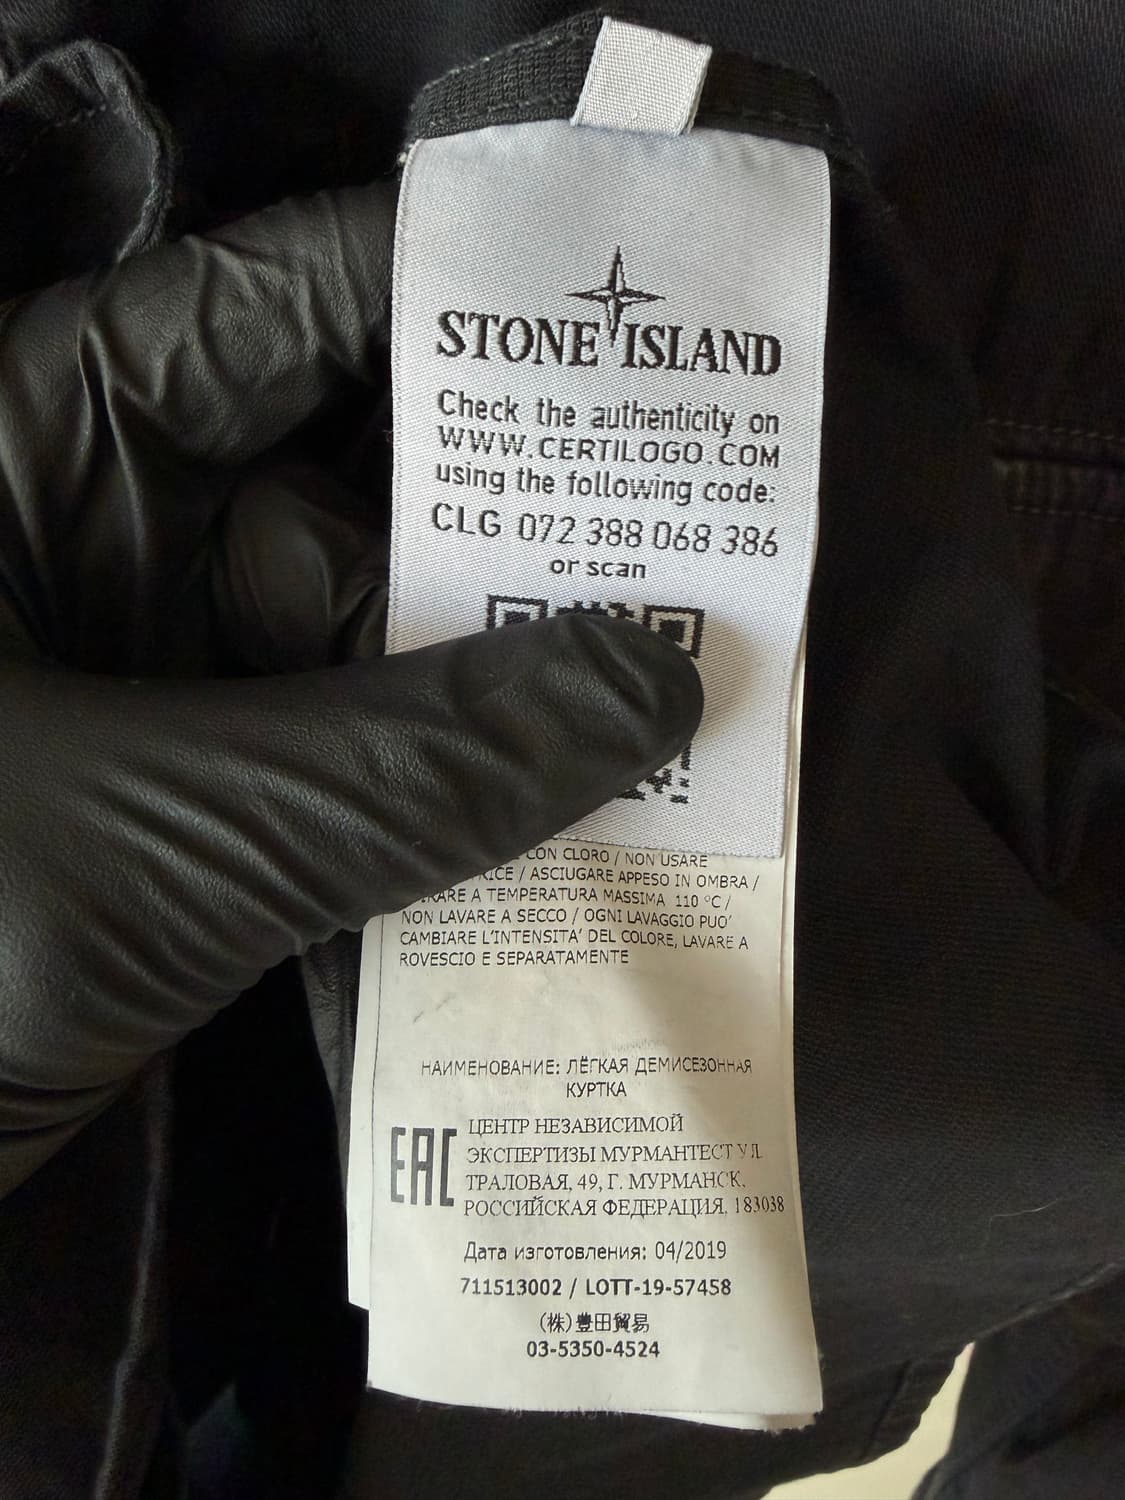 STONE ISLAND
Check the authenticity on
WWW.CERTILOGO.COM
using the following code:
CLG 072 388 068 386
or scan
CON CLORO / NON USARE
/ ASCIUGARE APPESO IN OMBRA /
A TEMPERATURA MASSIMA 110 °C /
NON LAVARE A SECCO / OGNI LAVAGGIO PUO'
CAMBIARE L'INTENSITA' DEL COLORE, LAVARE A
ROVESCIO E SEPARATAMENTE
НАИМЕНОВАНИЕ: ЛЁГКАЯ ДЕМИСЕЗОННАЯ
КУРТКА
EAC
ЦЕНТР НЕЗАВИСИМОЙ
ЭКСПЕРТИЗЫ МУРМАНТЕСТ УЛ.
ТРАЛОВАЯ, 49, Г. МУРМАНСК.
РОССИЙСКАЯ ФЕДЕРАЦИЯ, 183038
Дата изготовления: 04/2019
711513002 / LOTT-19-57458
(株)豊田貿易
03-5350-4524